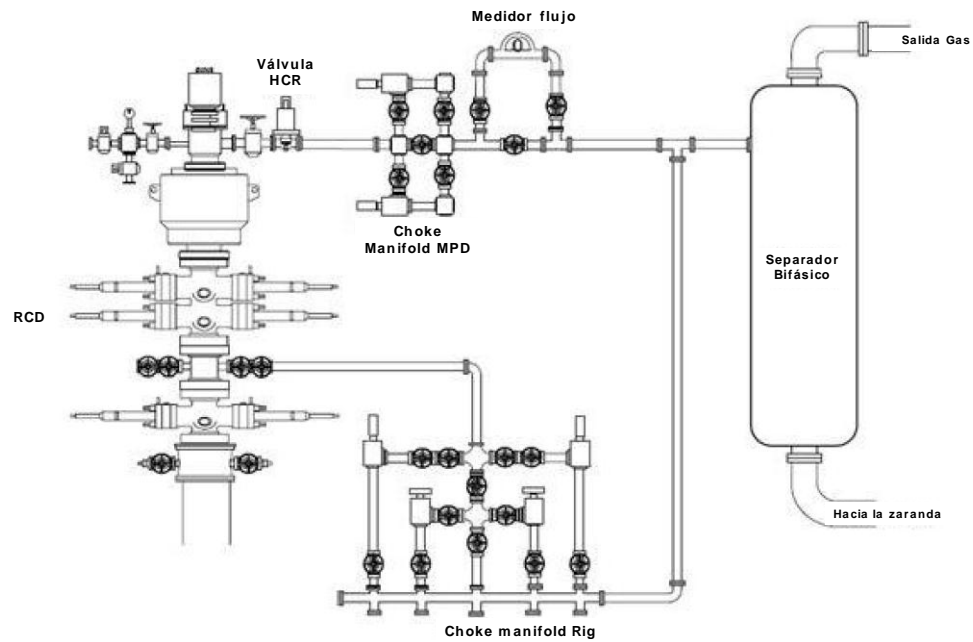 Medidor flujo
Salida Gas
Válvula
HCR
Choke
Manifold MPD
Separador
Bifásico
RCD
Hacia la zaranda
Choke manifold Rig